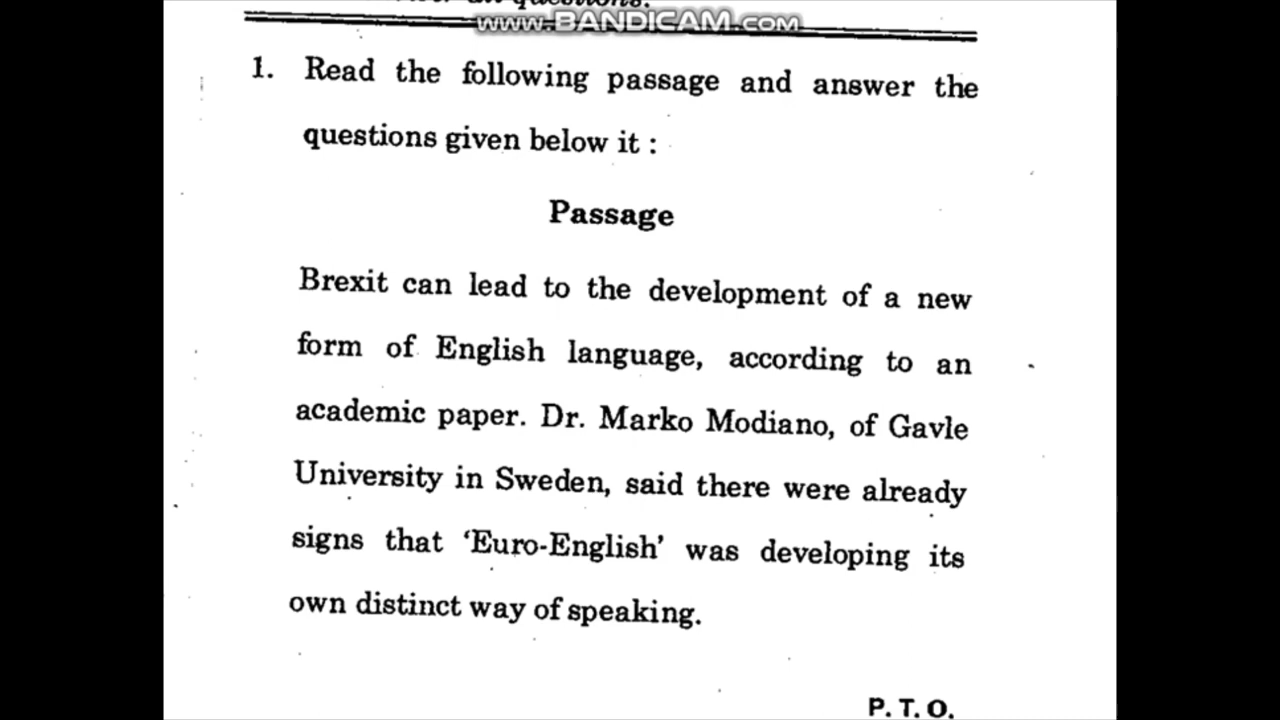 WWW.BANDICAM.COM
1. Read the following passage and answer the
questions given below it :
Passage
Brexit can lead to the development of a new
form of English language, according to an
academic paper. Dr. Marko Modiano, of Gavle
University in Sweden, said there were already
signs that ‘Euro-English’ was developing its
own distinct way of speaking.
P. T. O.